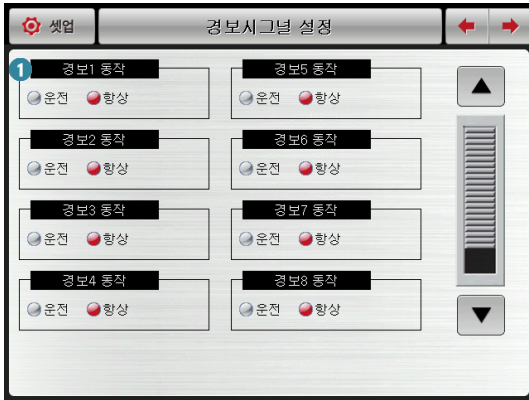 셋업
경보시그널 설정
1
경보1 동작
운전 항상
경보5 동작
운전 항상
경보2 동작
운전 항상
경보6 동작
운전 항상
경보3 동작
운전 항상
경보7 동작
운전 항상
경보4 동작
운전 항상
경보8 동작
운전 항상